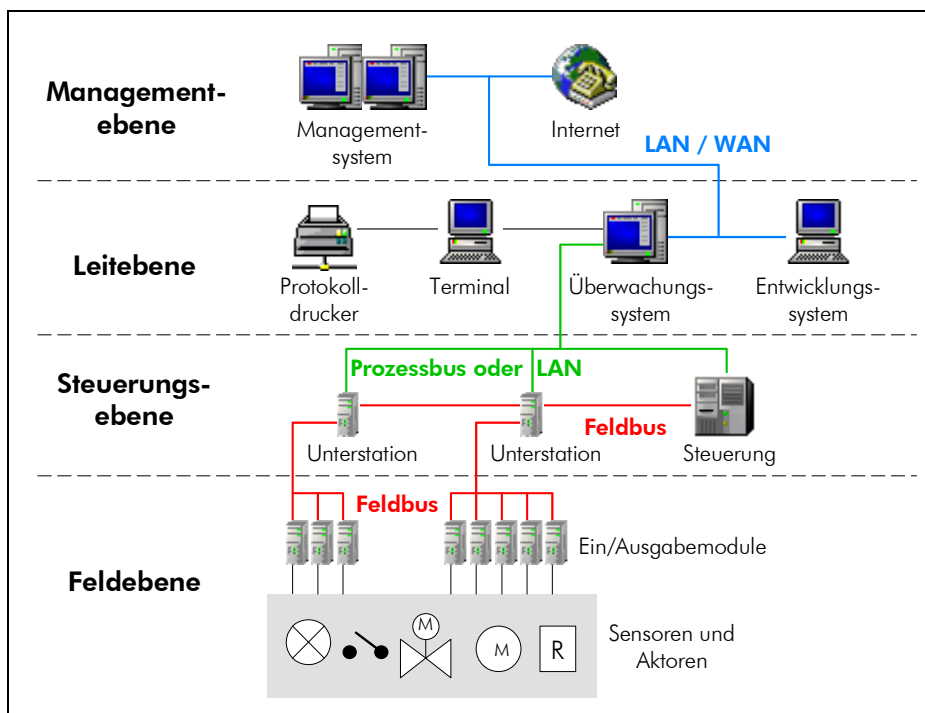 Management-
ebene
Management-
system
Internet
LAN / WAN
Leitebene
Protokoll-
drucker
Terminal
Überwachungs-
system
Entwicklungs-
system
Steuerungs-
ebene
Prozessbus oder LAN
Feldbus
Unterstation
Unterstation
Steuerung
Feldbus
Ein/Ausgabemodule
Feldebene
M
M
R
Sensoren und
Aktoren